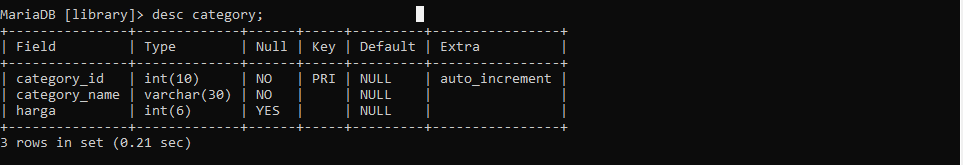 MariaDB [library]> desc category;
+---------------+-------------+------+-----+---------+----------------+
| Field         | Type        | Null | Key | Default | Extra          |
+---------------+-------------+------+-----+---------+----------------+
| category_id   | int(10)     | NO   | PRI | NULL    | auto_increment |
| category_name | varchar(30) | NO   |     | NULL    |                |
| harga         | int(6)      | YES  |     | NULL    |                |
+---------------+-------------+------+-----+---------+----------------+
3 rows in set (0.21 sec)